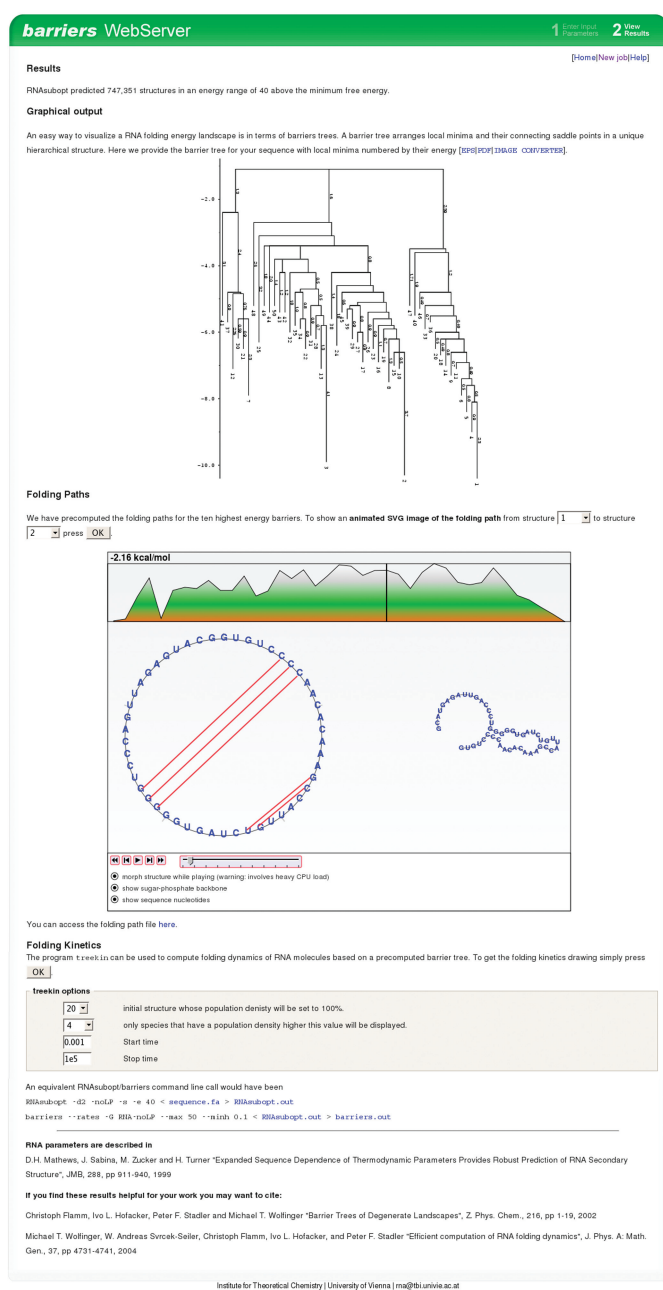 barriers WebServer
1 Enter Input Parameters
2 View Results
[Home|New job|Help]
Results
RNAsubopt predicted 747,351 structures in an energy range of 40 above the minimum free energy.
Graphical output
An easy way to visualize a RNA folding energy landscape is in terms of barriers trees. A barrier tree arranges local minima and their connecting saddle points in a unique
hierarchical structure. Here we provide the barrier tree for your sequence with local minima numbered by their energy [EPS|PDF|IMAGE CONVERTER].
-2.0
-4.0
-6.0
-8.0
-10.0
Folding Paths
We have precomputed the folding paths for the ten highest energy barriers. To show an animated SVG image of the folding path from structure 1 to structure
2 press OK.
-2.16 kcal/mol
morph structure while playing (warning: involves heavy CPU load)
show sugar-phosphate backbone
show sequence nucleotides
You can access the folding path file here.
Folding Kinetics
The program treekin can be used to compute folding dynamics of RNA molecules based on a precomputed barrier tree. To get the folding kinetics drawing simply press
OK.
treekin options
20 initial structure whose population denisty will be set to 100%.
4 only species that have a population density higher this value will be displayed.
0.001 Start time
1e5 Stop time
An equivalent RNAsubopt/barriers command line call would have been
RNAsubopt -d2 -noLP -s -e 40 < sequence.fa > RNAsubopt.out
barriers --rates -G RNA-noLP --max 50 --minh 0.1 < RNAsubopt.out > barriers.out
RNA parameters are described in
D.H. Mathews, J. Sabina, M. Zucker and H. Turner "Expanded Sequence Dependence of Thermodynamic Parameters Provides Robust Prediction of RNA Secondary
Structure", JMB, 288, pp 911-940, 1999
If you find these results helpful for your work you may want to cite:
Christoph Flamm, Ivo L. Hofacker, Peter F. Stadler and Michael T. Wolfinger "Barrier Trees of Degenerate Landscapes", Z. Phys. Chem., 216, pp 1-19, 2002
Michael T. Wolfinger, W. Andreas Svrcek-Seiler, Christoph Flamm, Ivo L. Hofacker, and Peter F. Stadler "Efficient computation of RNA folding dynamics", J. Phys. A: Math.
Gen., 37, pp 4731-4741, 2004
Institute for Theoretical Chemistry | University of Vienna | rna@tbi.univie.ac.at